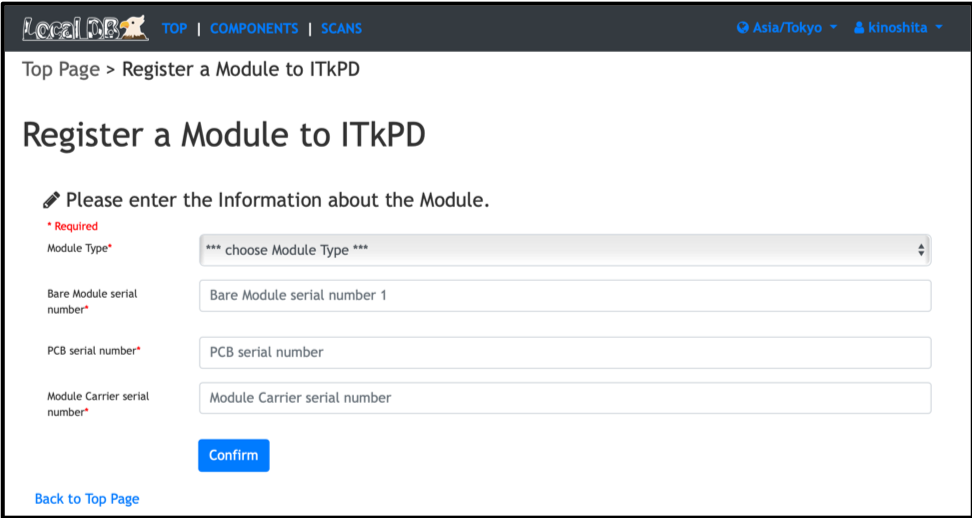 Local DB TOP | COMPONENTS | SCANS Asia/Tokyo kinoshita
Top Page > Register a Module to ITkPD
Register a Module to ITkPD
Please enter the Information about the Module.
* Required
Module Type* *** choose Module Type ***
Bare Module serial
number* Bare Module serial number 1
PCB serial number* PCB serial number
Module Carrier serial
number* Module Carrier serial number
Confirm
Back to Top Page